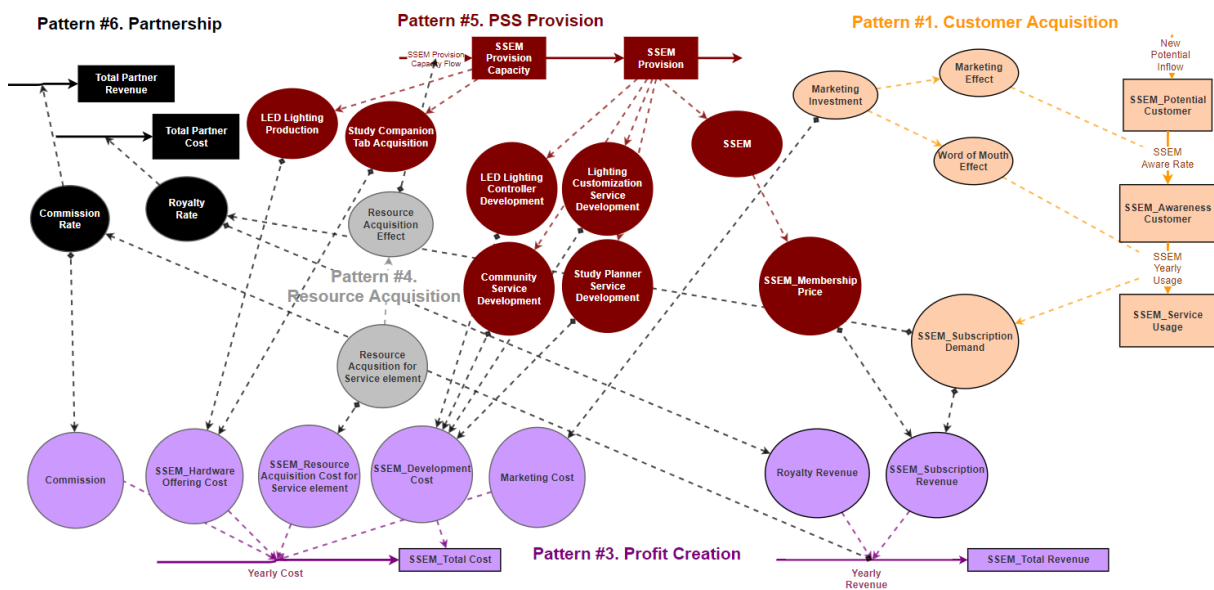 Pattern #6. Partnership
Pattern #5. PSS Provision
Pattern #1. Customer Acquisition
Total Partner
Revenue
Total Partner
Cost
Commission
Rate
Royalty
Rate
SSEM Provision
Capacity Flow
SSEM
Provision
Capacity
SSEM
Provision
LED Lighting
Production
Study Companion
Tab Acquisition
SSEM
LED Lighting
Controller
Development
Lighting
Customization
Service
Development
Community
Service
Development
Study Planner
Service
Development
SSEM_Membership
Price
New
Potential
Inflow
Marketing
Effect
Marketing
Investment
Word of Mouth
Effect
SSEM_Potential
Customer
SSEM
Aware Rate
SSEM_Awareness
Customer
SSEM
Yearly
Usage
SSEM_Service
Usage
SSEM_Subscription
Demand
Resource
Acquisition
Effect
Pattern #4.
Resource Acquisition
Resource
Acqusition for
Service element
Commission
SSEM_Hardware
Offering Cost
SSEM_Resource
Acquisition Cost for
Service element
SSEM_Development
Cost
Marketing Cost
Royalty Revenue
SSEM_Subscription
Revenue
Yearly Cost
SSEM_Total Cost
Pattern #3. Profit Creation
Yearly
Revenue
SSEM_Total Revenue